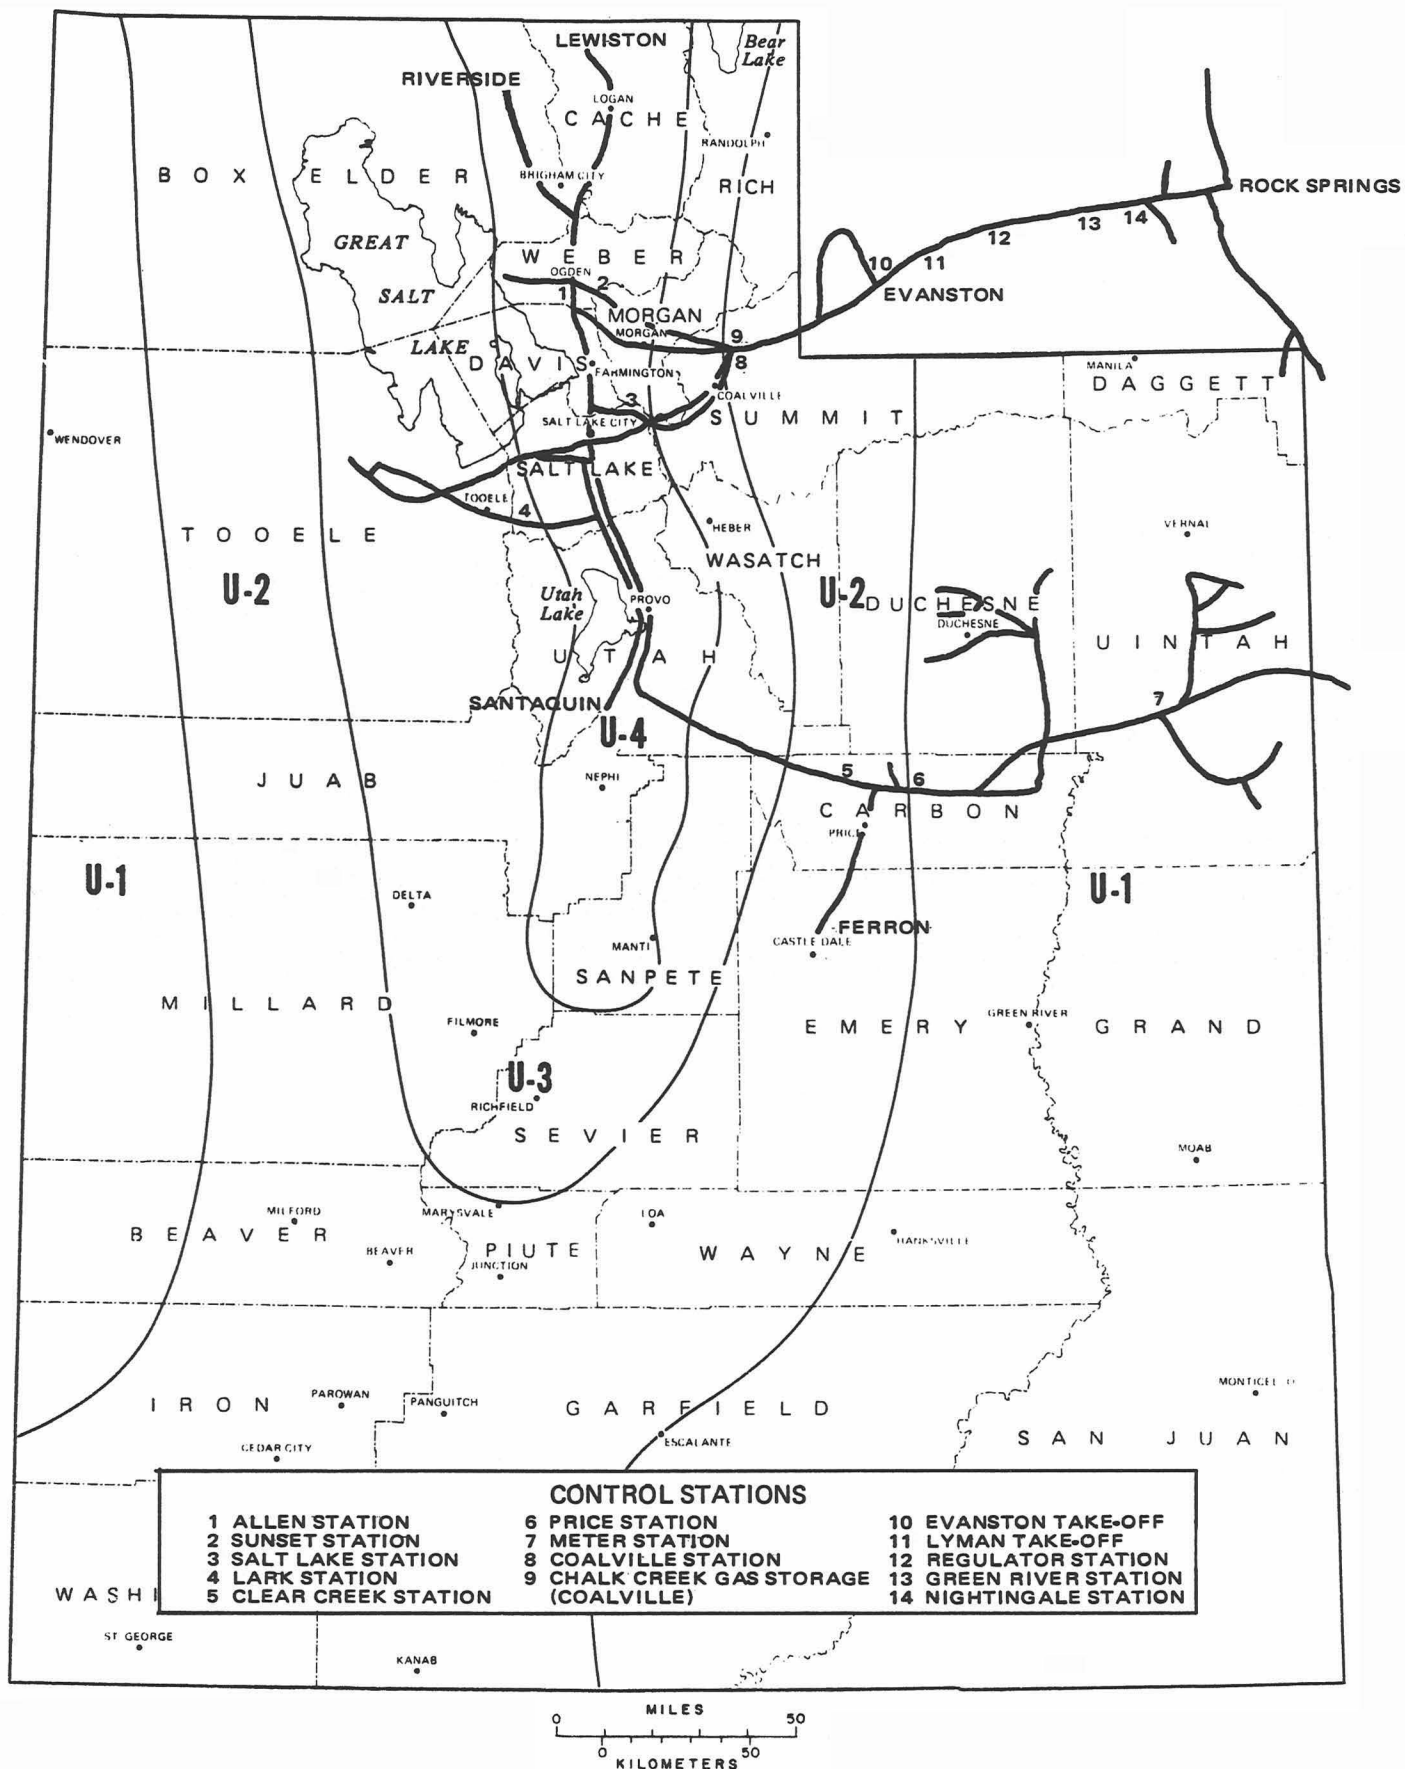 LEWISTON
Bear
Lake
RIVERSIDE
LOGAN
CACHE
RANDOLPH
BOX ELDER
BRIGHAM CITY
RICH
ROCK SPRINGS
14
13
12
GREAT
WEBER
11
10
OGDEN
2
SALT
1
EVANSTON
MORGAN
MORGAN
9
LAKE
DAVIS
8
FARMINGTON
MANILA
DAGGETT
COALVILLE
3
SALT LAKE CITY
SUMMIT
WENDOVER
SALT LAKE
TOOELE
4
HEBER
VERNAL
TOOELE
WASATCH
U-2
Utah
Lake
PROVO
U-2
DUCHESNE
DUCHESNE
UINTAH
UTAH
SANTAQUIN
7
U-4
JUAB
NEPHI
5
6
CARBON
PRICE
U-1
U-1
DELTA
FERRON
MANTI
CASTLE DALE
SANPETE
MILLARD
FILMORE
EMERY
GREEN RIVER
GRAND
U-3
RICHFIELD
SEVIER
MOAB
MILFORD
MARYSVALE
LOA
BEAVER
BEAVER
PIUTE
JUNCTION
WAYNE
HANKSVILLE
IRON
PAROWAN
PANGUITCH
GARFIELD
MONTICELLO
CEDAR CITY
ESCALANTE
SAN JUAN
CONTROL STATIONS
1 ALLEN STATION
2 SUNSET STATION
3 SALT LAKE STATION
4 LARK STATION
5 CLEAR CREEK STATION
6 PRICE STATION
7 METER STATION
8 COALVILLE STATION
9 CHALK CREEK GAS STORAGE
(COALVILLE)
10 EVANSTON TAKE-OFF
11 LYMAN TAKE-OFF
12 REGULATOR STATION
13 GREEN RIVER STATION
14 NIGHTINGALE STATION
WASHI
ST GEORGE
KANAB
MILES
0 50
0 50
KILOMETERS